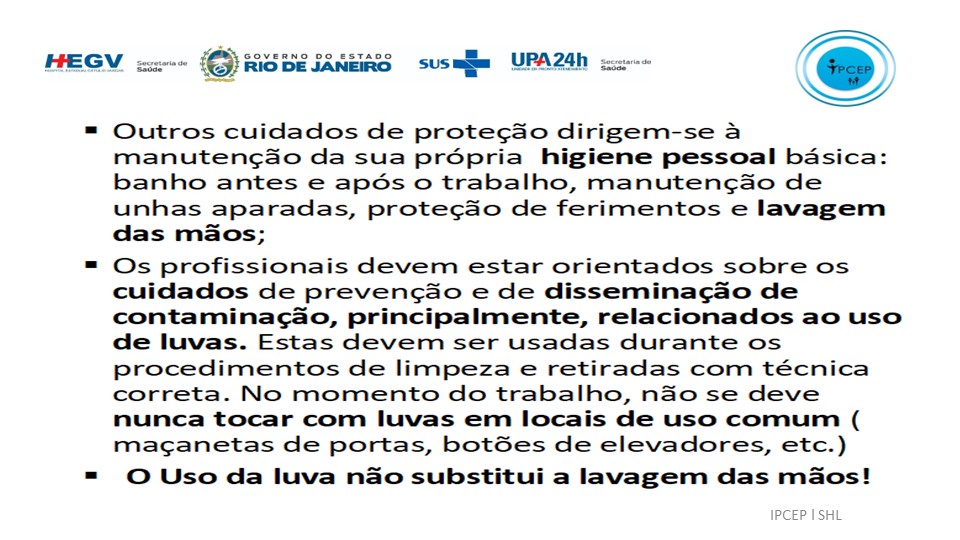 HEGV
Secretaria de
Saúde
GOVERNO DO ESTADO
RIO DE JANEIRO
SUS
UPA 24h
UNIDADE DE PRONTO ATENDIMENTO
Secretaria de
Saúde
IPCEP
▪ Outros cuidados de proteção dirigem-se à
manutenção da sua própria higiene pessoal básica:
banho antes e após o trabalho, manutenção de
unhas aparadas, proteção de ferimentos e lavagem
das mãos;
▪ Os profissionais devem estar orientados sobre os
cuidados de prevenção e de disseminação de
contaminação, principalmente, relacionados ao uso
de luvas. Estas devem ser usadas durante os
procedimentos de limpeza e retiradas com técnica
correta. No momento do trabalho, não se deve
nunca tocar com luvas em locais de uso comum (
maçanetas de portas, botões de elevadores, etc.)
▪ O Uso da luva não substitui a lavagem das mãos!
IPCEP l SHL